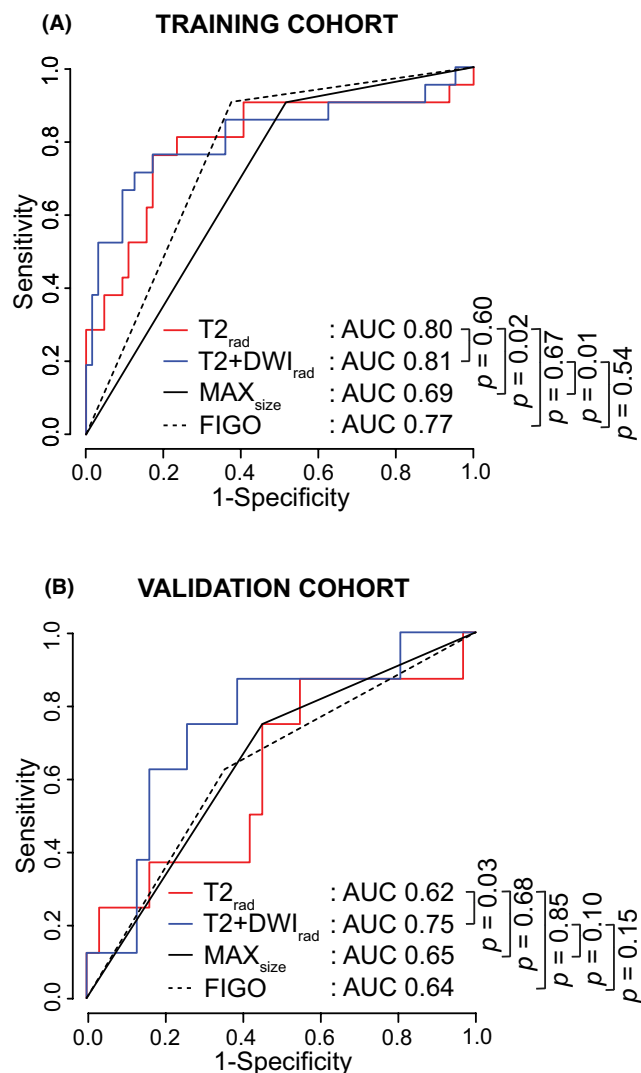 (A) TRAINING COHORT
Sensitivity
1.0
0.8
0.6
0.4
0.2
0.0
T2rad : AUC 0.80
T2+DWIrad : AUC 0.81
MAXsize : AUC 0.69
FIGO : AUC 0.77
p = 0.60
p = 0.02
p = 0.67
p = 0.01
p = 0.54
0.0 0.2 0.4 0.6 0.8 1.0
1-Specificity
(B) VALIDATION COHORT
Sensitivity
1.0
0.8
0.6
0.4
0.2
0.0
T2rad : AUC 0.62
T2+DWIrad : AUC 0.75
MAXsize : AUC 0.65
FIGO : AUC 0.64
p = 0.03
p = 0.68
p = 0.85
p = 0.10
p = 0.15
0.0 0.2 0.4 0.6 0.8 1.0
1-Specificity